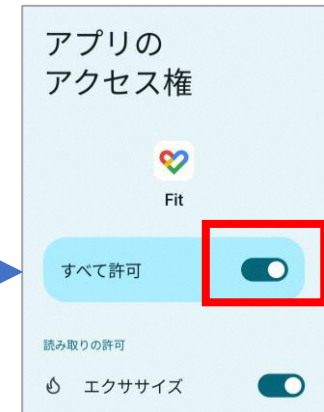 アプリの
アクセス権
Fit
すべて許可
読み取りの許可
エクササイズ